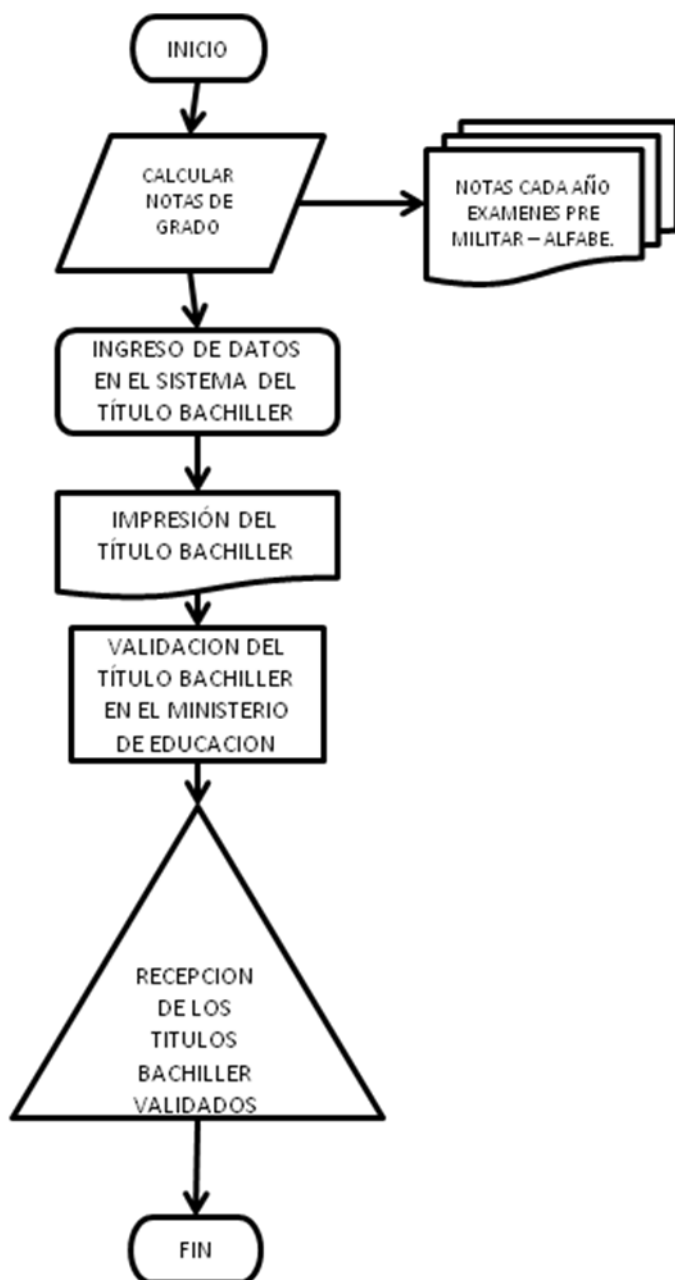 INICIO
CALCULAR
NOTAS DE
GRADO
NOTAS CADA AÑO
EXAMENES PRE
MILITAR – ALFABE.
INGRESO DE DATOS
EN EL SISTEMA DEL
TÍTULO BACHILLER
IMPRESIÓN DEL
TÍTULO BACHILLER
VALIDACION DEL
TÍTULO BACHILLER
EN EL MINISTERIO
DE EDUCACION
RECEPCION
DE LOS
TITULOS
BACHILLER
VALIDADOS
FIN